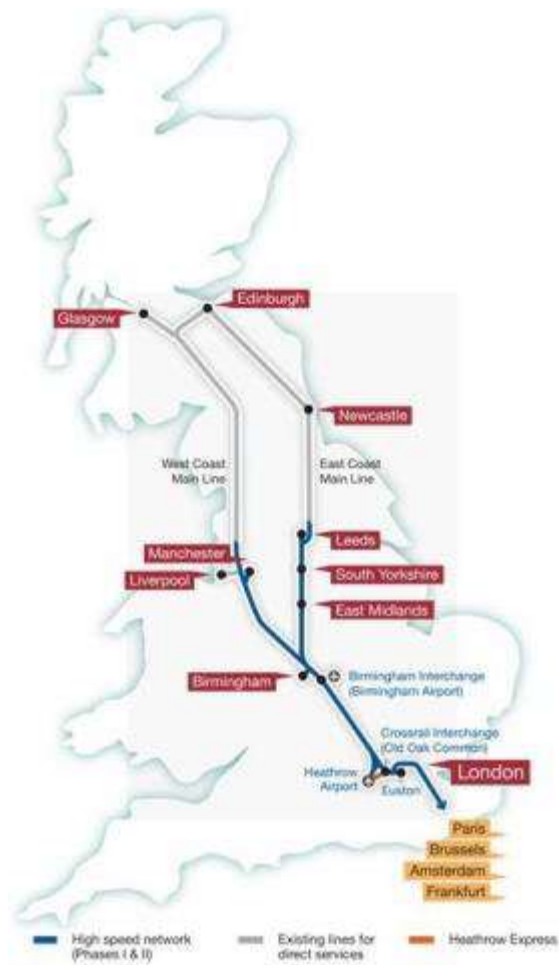 Edinburgh
Glasgow
Newcastle
West Coast
Main Line
East Coast
Main Line
Leeds
Manchester
Liverpool
South Yorkshire
East Midlands
Birmingham
Birmingham Interchange
(Birmingham Airport)
Crossrail Interchange
(Old Oak Common)
London
Heathrow
Airport
Euston
Paris
Brussels
Amsterdam
Frankfurt
High speed network
(Phases I & II)
Existing lines for
direct services
Heathrow Express